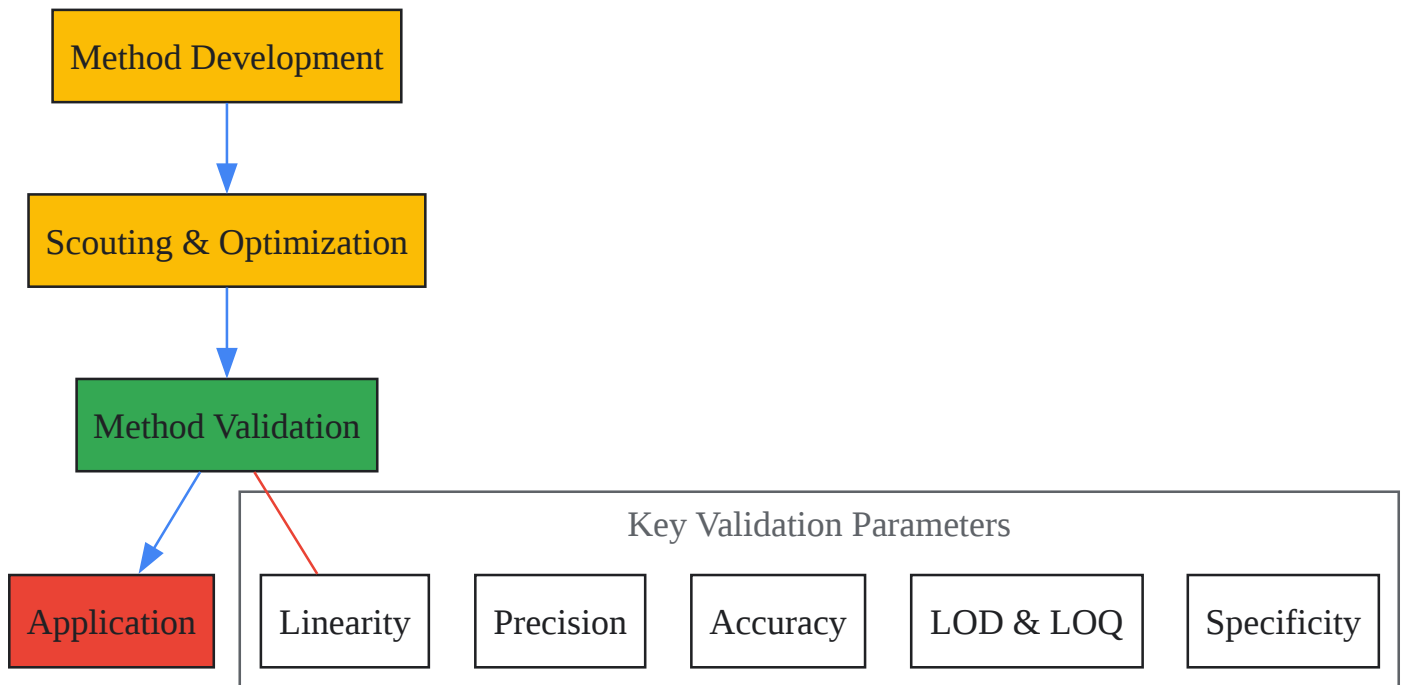 Method Development
Scouting & Optimization
Method Validation
Key Validation Parameters
Application
Linearity
Precision
Accuracy
LOD & LOQ
Specificity